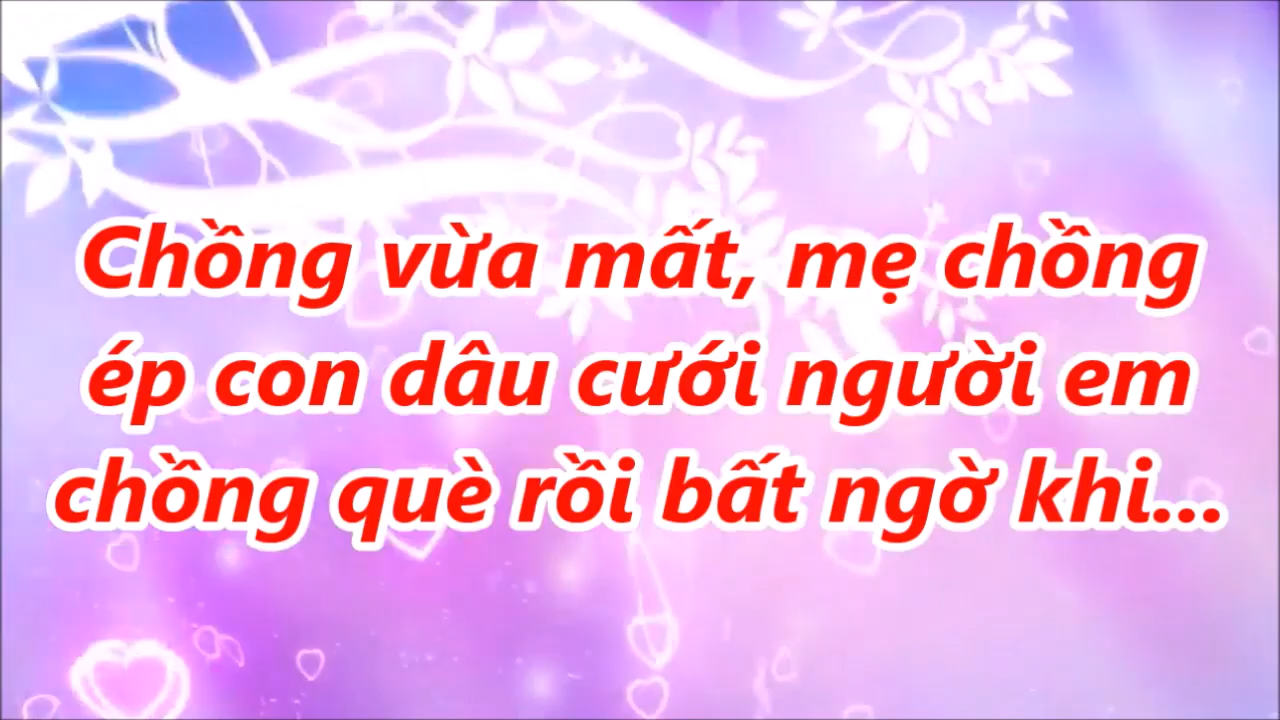 Chồng vừa mất, mẹ chồng
ép con dâu cưới người em
chồng què rồi bất ngờ khi...